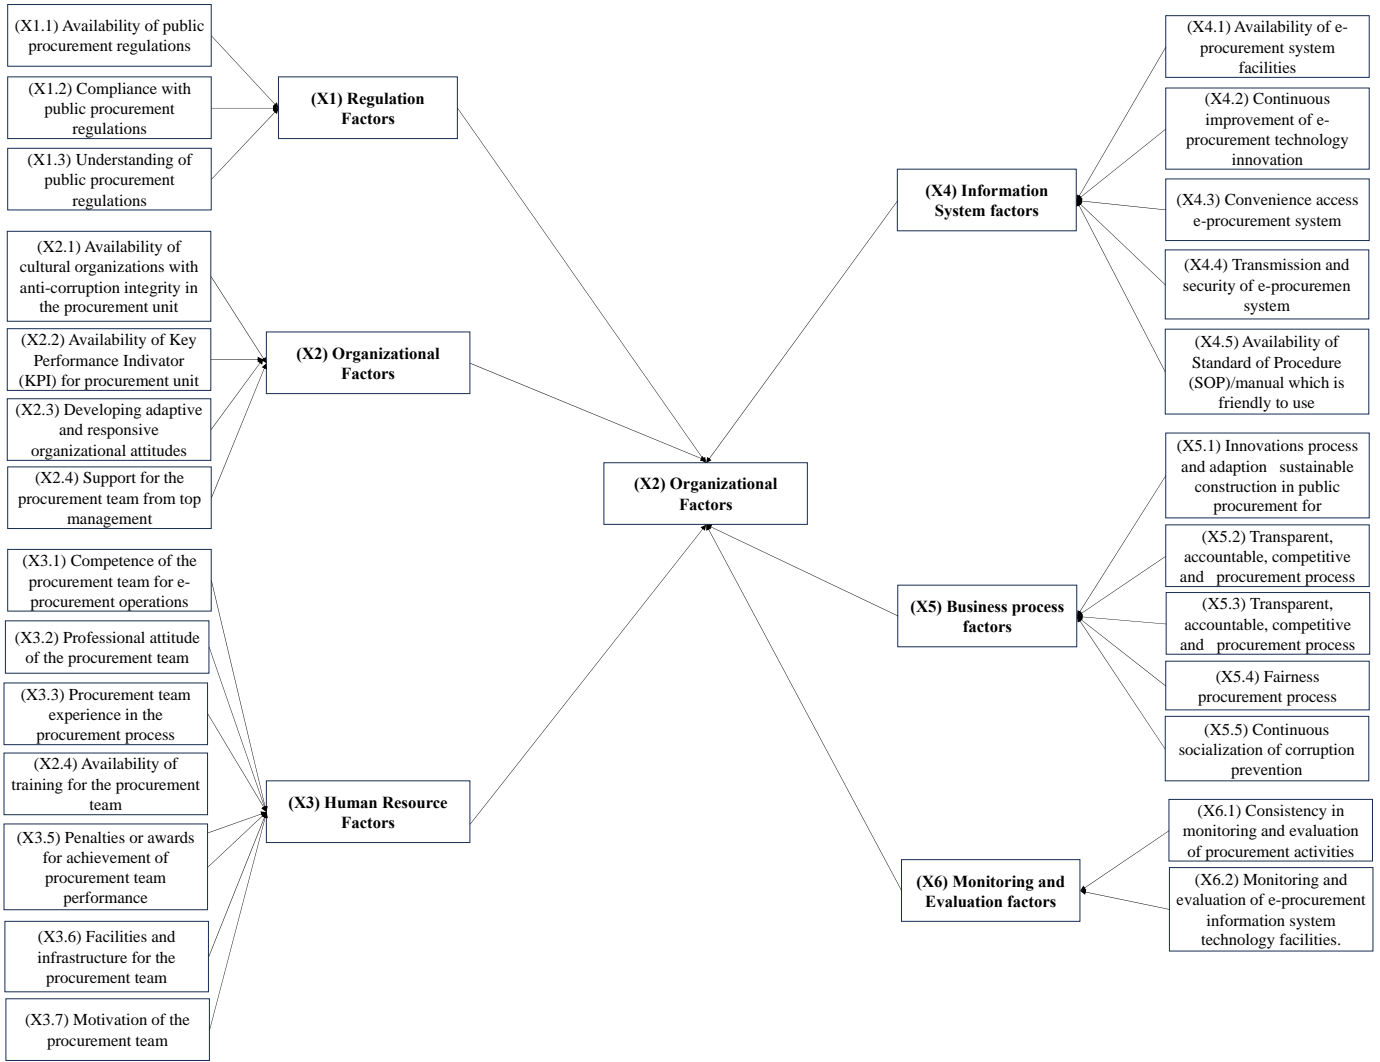 (X1.1) Availability of public
procurement regulations
(X1.2) Compliance with
public procurement
regulations
(X1.3) Understanding of
public procurement
regulations
(X1) Regulation
Factors
(X2.1) Availability of
cultural organizations with
anti-corruption integrity in
the procurement unit
(X2.2) Availability of Key
Performance Indivator
(KPI) for procurement unit
(X2.3) Developing adaptive
and responsive
organizational attitudes
(X2.4) Support for the
procurement team from top
management
(X2) Organizational
Factors
(X3.1) Competence of the
procurement team for e-
procurement operations
(X3.2) Professional attitude
of the procurement team
(X3.3) Procurement team
experience in the
procurement process
(X2.4) Availability of
training for the procurement
team
(X3.5) Penalties or awards
for achievement of
procurement team
performance
(X3.6) Facilities and
infrastructure for the
procurement team
(X3.7) Motivation of the
procurement team
(X3) Human Resource
Factors
(X2) Organizational
Factors
(X4) Information
System factors
(X4.1) Availability of e-
procurement system
facilities
(X4.2) Continuous
improvement of e-
procurement technology
innovation
(X4.3) Convenience access
e-procurement system
(X4.4) Transmission and
security of e-procuremen
system
(X4.5) Availability of
Standard of Procedure
(SOP)/manual which is
friendly to use
(X5) Business process
factors
(X5.1) Innovations process
and adaption sustainable
construction in public
procurement for
(X5.2) Transparent,
accountable, competitive
and procurement process
(X5.3) Transparent,
accountable, competitive
and procurement process
(X5.4) Fairness
procurement process
(X5.5) Continuous
socialization of corruption
prevention
(X6) Monitoring and
Evaluation factors
(X6.1) Consistency in
monitoring and evaluation
of procurement activities
(X6.2) Monitoring and
evaluation of e-procurement
information system
technology facilities.